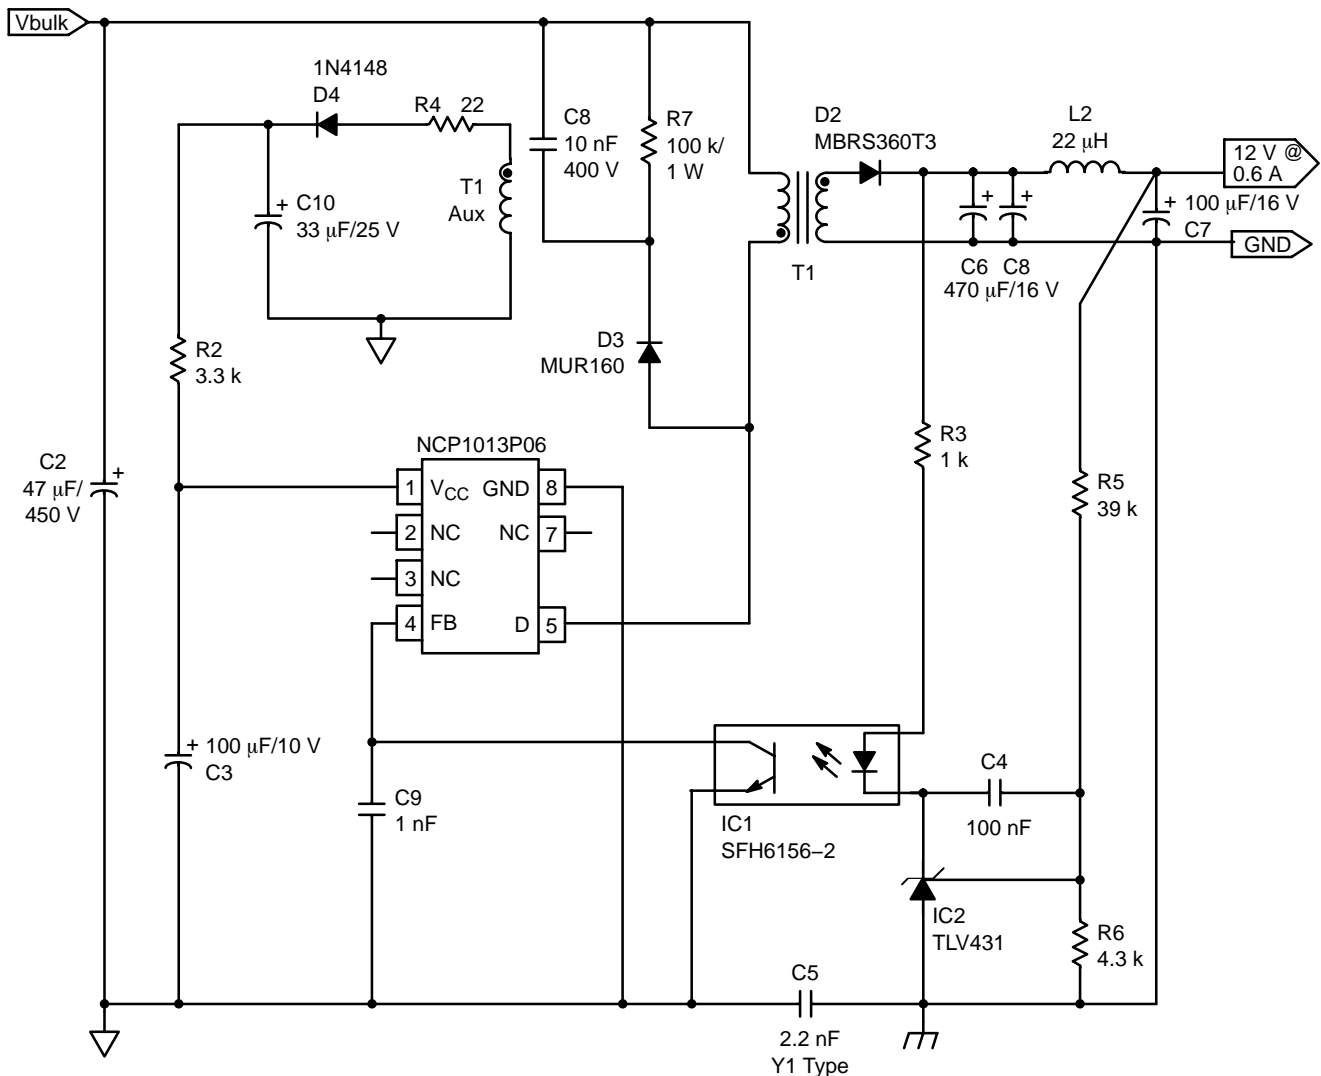 Vbulk
1N4148
D4
R4 22
C8
10 nF
400 V
R7
100 k/
1 W
D2
MBRS360T3
L2
22 μH
12 V @
0.6 A
T1
Aux
+ C10
33 μF/25 V
+
+
+ 100 μF/16 V
C7
GND
T1
C6 C8
470 μF/16 V
R2
3.3 k
D3
MUR160
R3
1 k
NCP1013P06
C2
47 μF/
450 V
+
1 VCC GND 8
2 NC NC 7
3 NC
4 FB D 5
R5
39 k
+ 100 μF/10 V
C3
C9
1 nF
IC1
SFH6156–2
C4
100 nF
IC2
TLV431
R6
4.3 k
C5
2.2 nF
Y1 Type